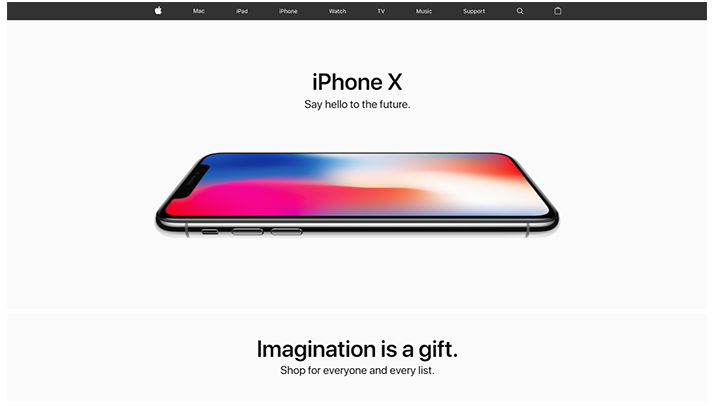 Mac iPad iPhone Watch TV Music Support
iPhone X
Say hello to the future.
Imagination is a gift.
Shop for everyone and every list.